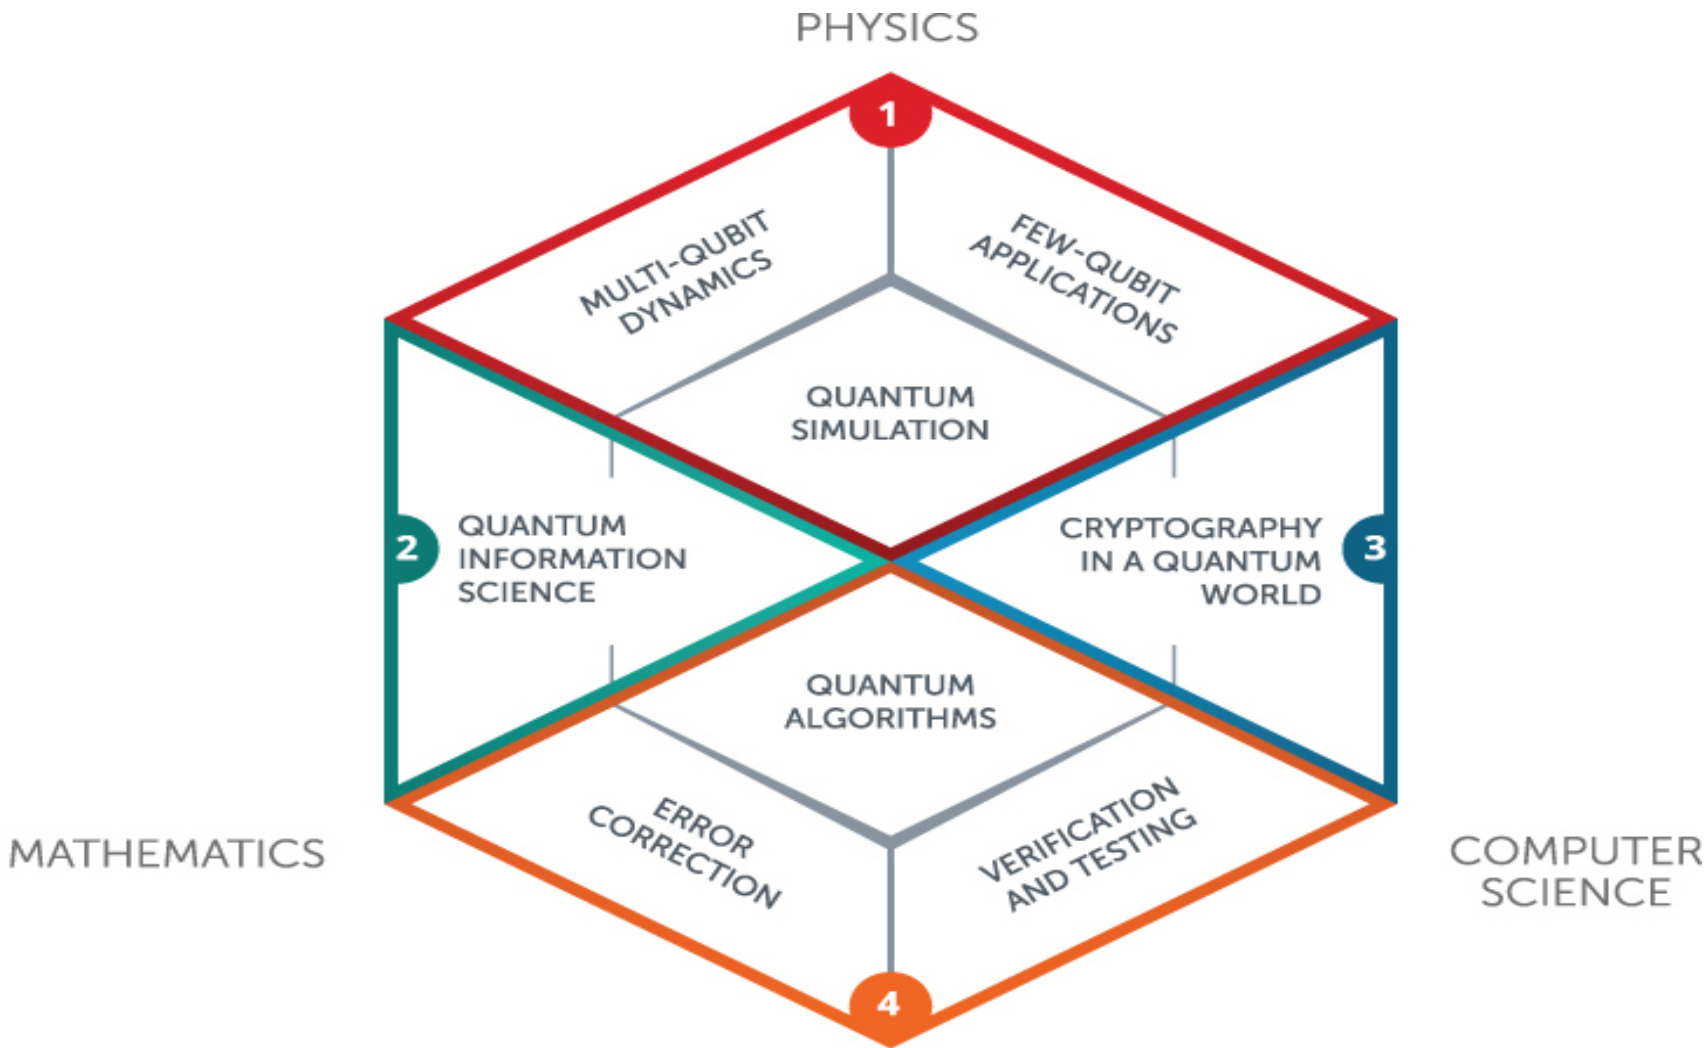 PHYSICS
1
MULTI-QUBIT
DYNAMICS
FEW-QUBIT
APPLICATIONS
QUANTUM
SIMULATION
2
QUANTUM
INFORMATION
SCIENCE
CRYPTOGRAPHY
IN A QUANTUM
WORLD
3
QUANTUM
ALGORITHMS
ERROR
CORRECTION
VERIFICATION
AND TESTING
MATHEMATICS
COMPUTER
SCIENCE
4